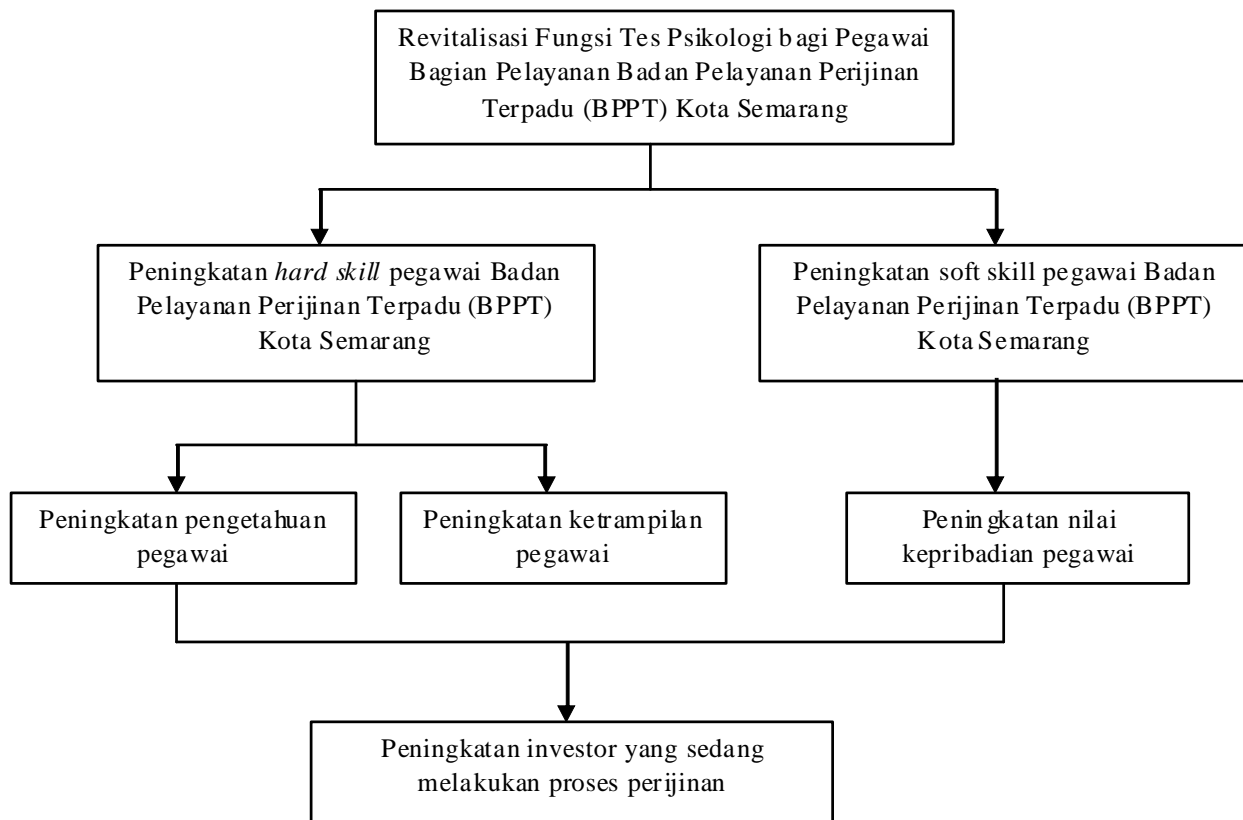 Revitalisasi Fungsi Tes Psikologi bagi Pegawai
Bagian Pelayanan Badan Pelayanan Perijinan
Terpadu (BPPT) Kota Semarang
Peningkatan hard skill pegawai Badan
Pelayanan Perijinan Terpadu (BPPT)
Kota Semarang
Peningkatan soft skill pegawai Badan
Pelayanan Perijinan Terpadu (BPPT)
Kota Semarang
Peningkatan pengetahuan
pegawai
Peningkatan ketrampilan
pegawai
Peningkatan nilai
kepribadian pegawai
Peningkatan investor yang sedang
melakukan proses perijinan